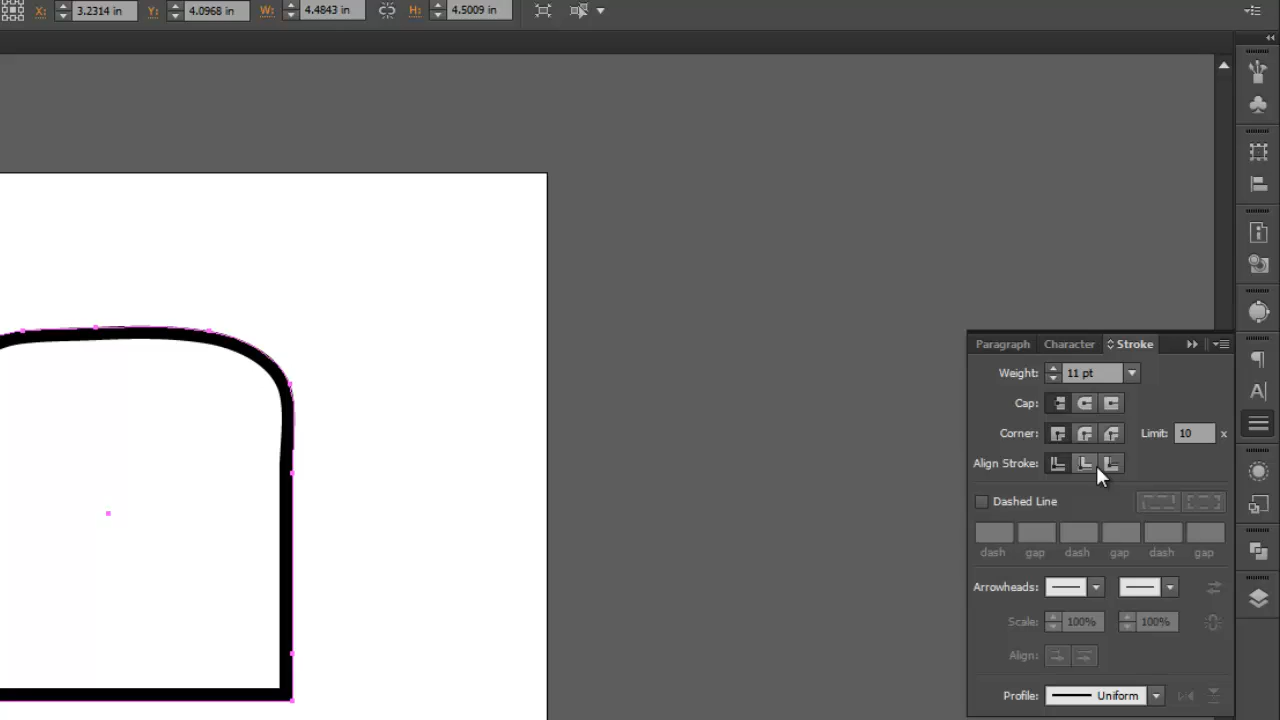 X: 3.2314 in Y: 4.0968 in W: 4.4843 in H: 4.5009 in
Paragraph Character Stroke
Weight: 11 pt
Cap:
Corner: Limit: 10 x
Align Stroke:
Dashed Line
dash gap dash gap dash gap
Arrowheads:
Scale: 100% 100%
Align:
Profile: Uniform